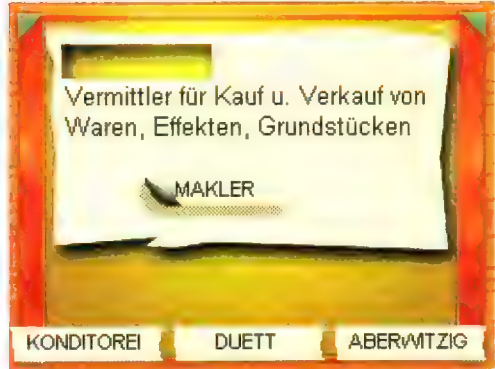 Vermittler für Kauf u. Verkauf von
Waren, Effekten, Grundstücken
MAKLER
KONDITOREI DUETT ABERWITZIG